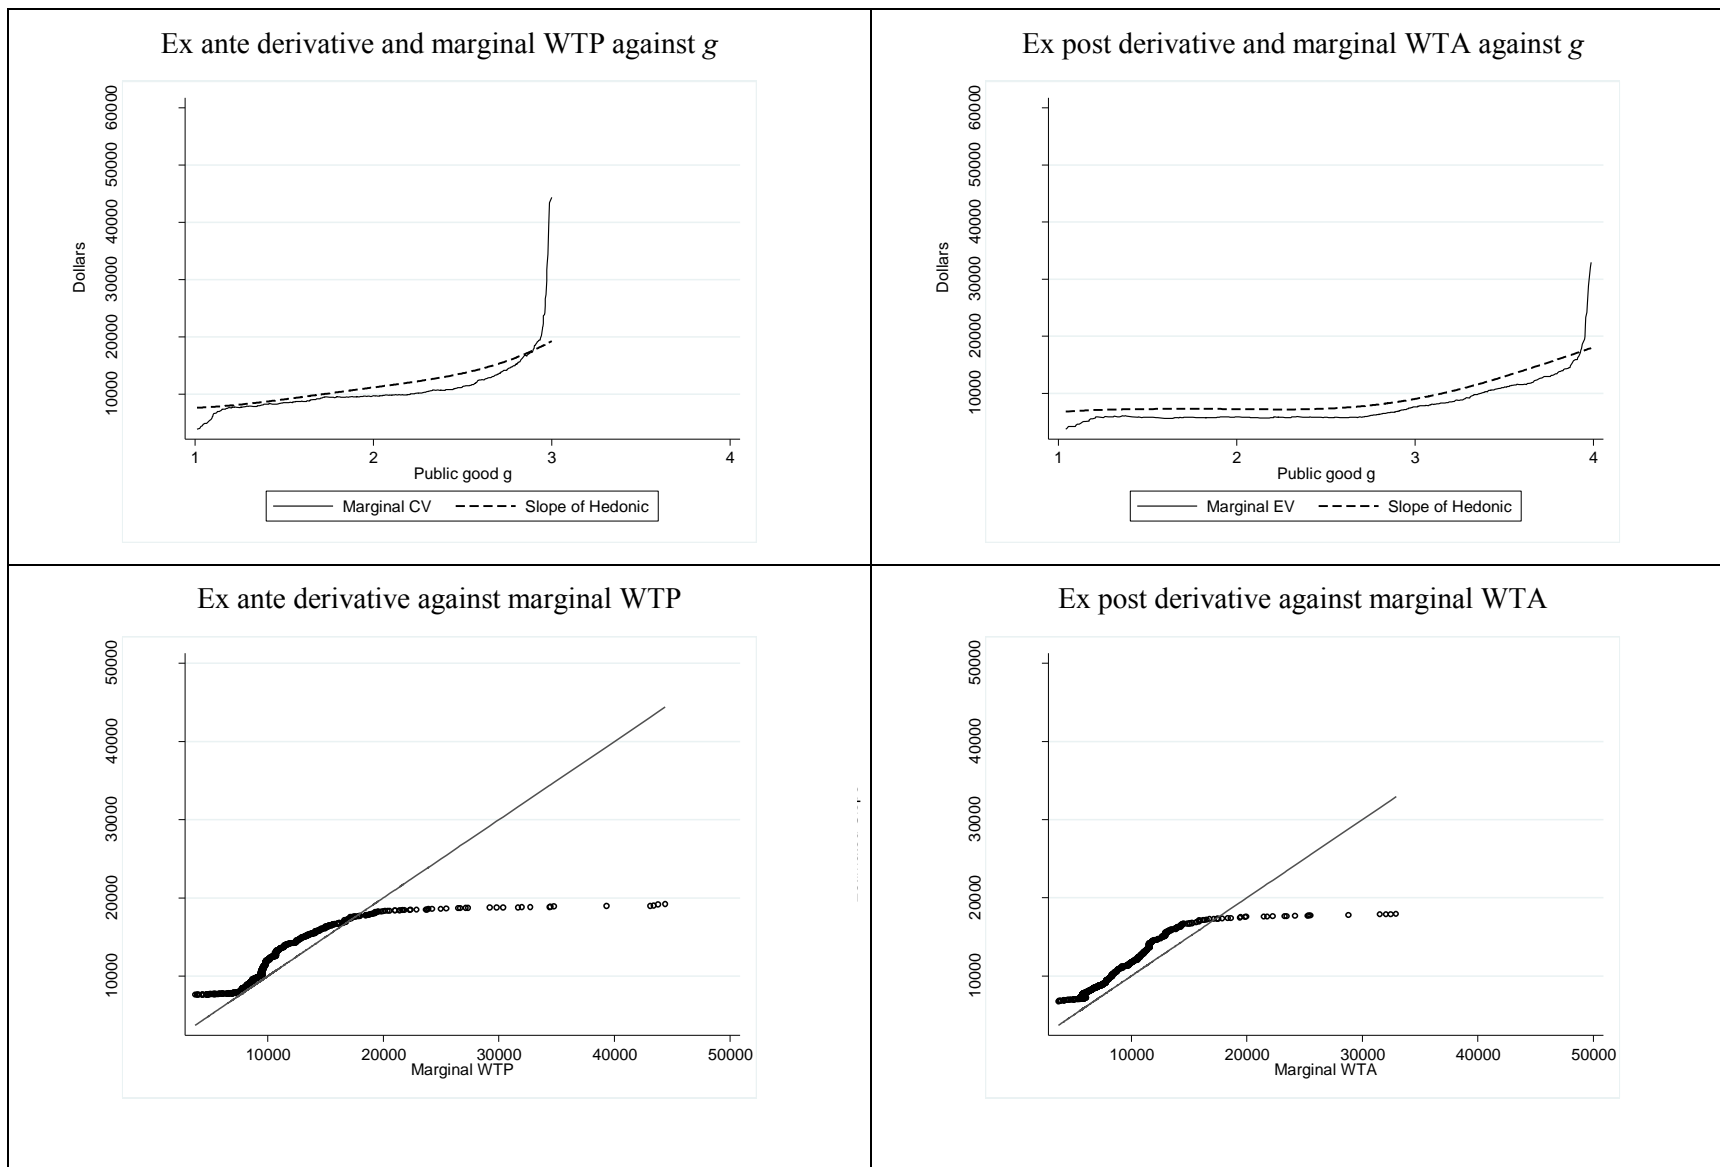 Ex ante derivative and marginal WTP against g
60000
50000
40000
30000
20000
10000
Dollars
1 2 3 4
Public good g
Marginal CV Slope of Hedonic
Ex post derivative and marginal WTA against g
60000
50000
40000
30000
20000
10000
Dollars
1 2 3 4
Public good g
Marginal EV Slope of Hedonic
Ex ante derivative against marginal WTP
50000
40000
30000
20000
10000
10000 20000 30000 40000 50000
Marginal WTP
Ex post derivative against marginal WTA
50000
40000
30000
20000
10000
10000 20000 30000 40000 50000
Marginal WTA